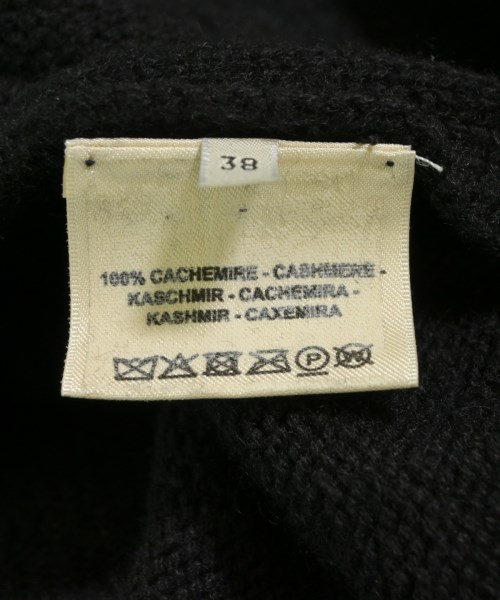 38
100% CACHEMIRE - CASHMERE -
KASCHMIR - CACHEMIRA -
KASHMIR - CAXEMIRA
P W